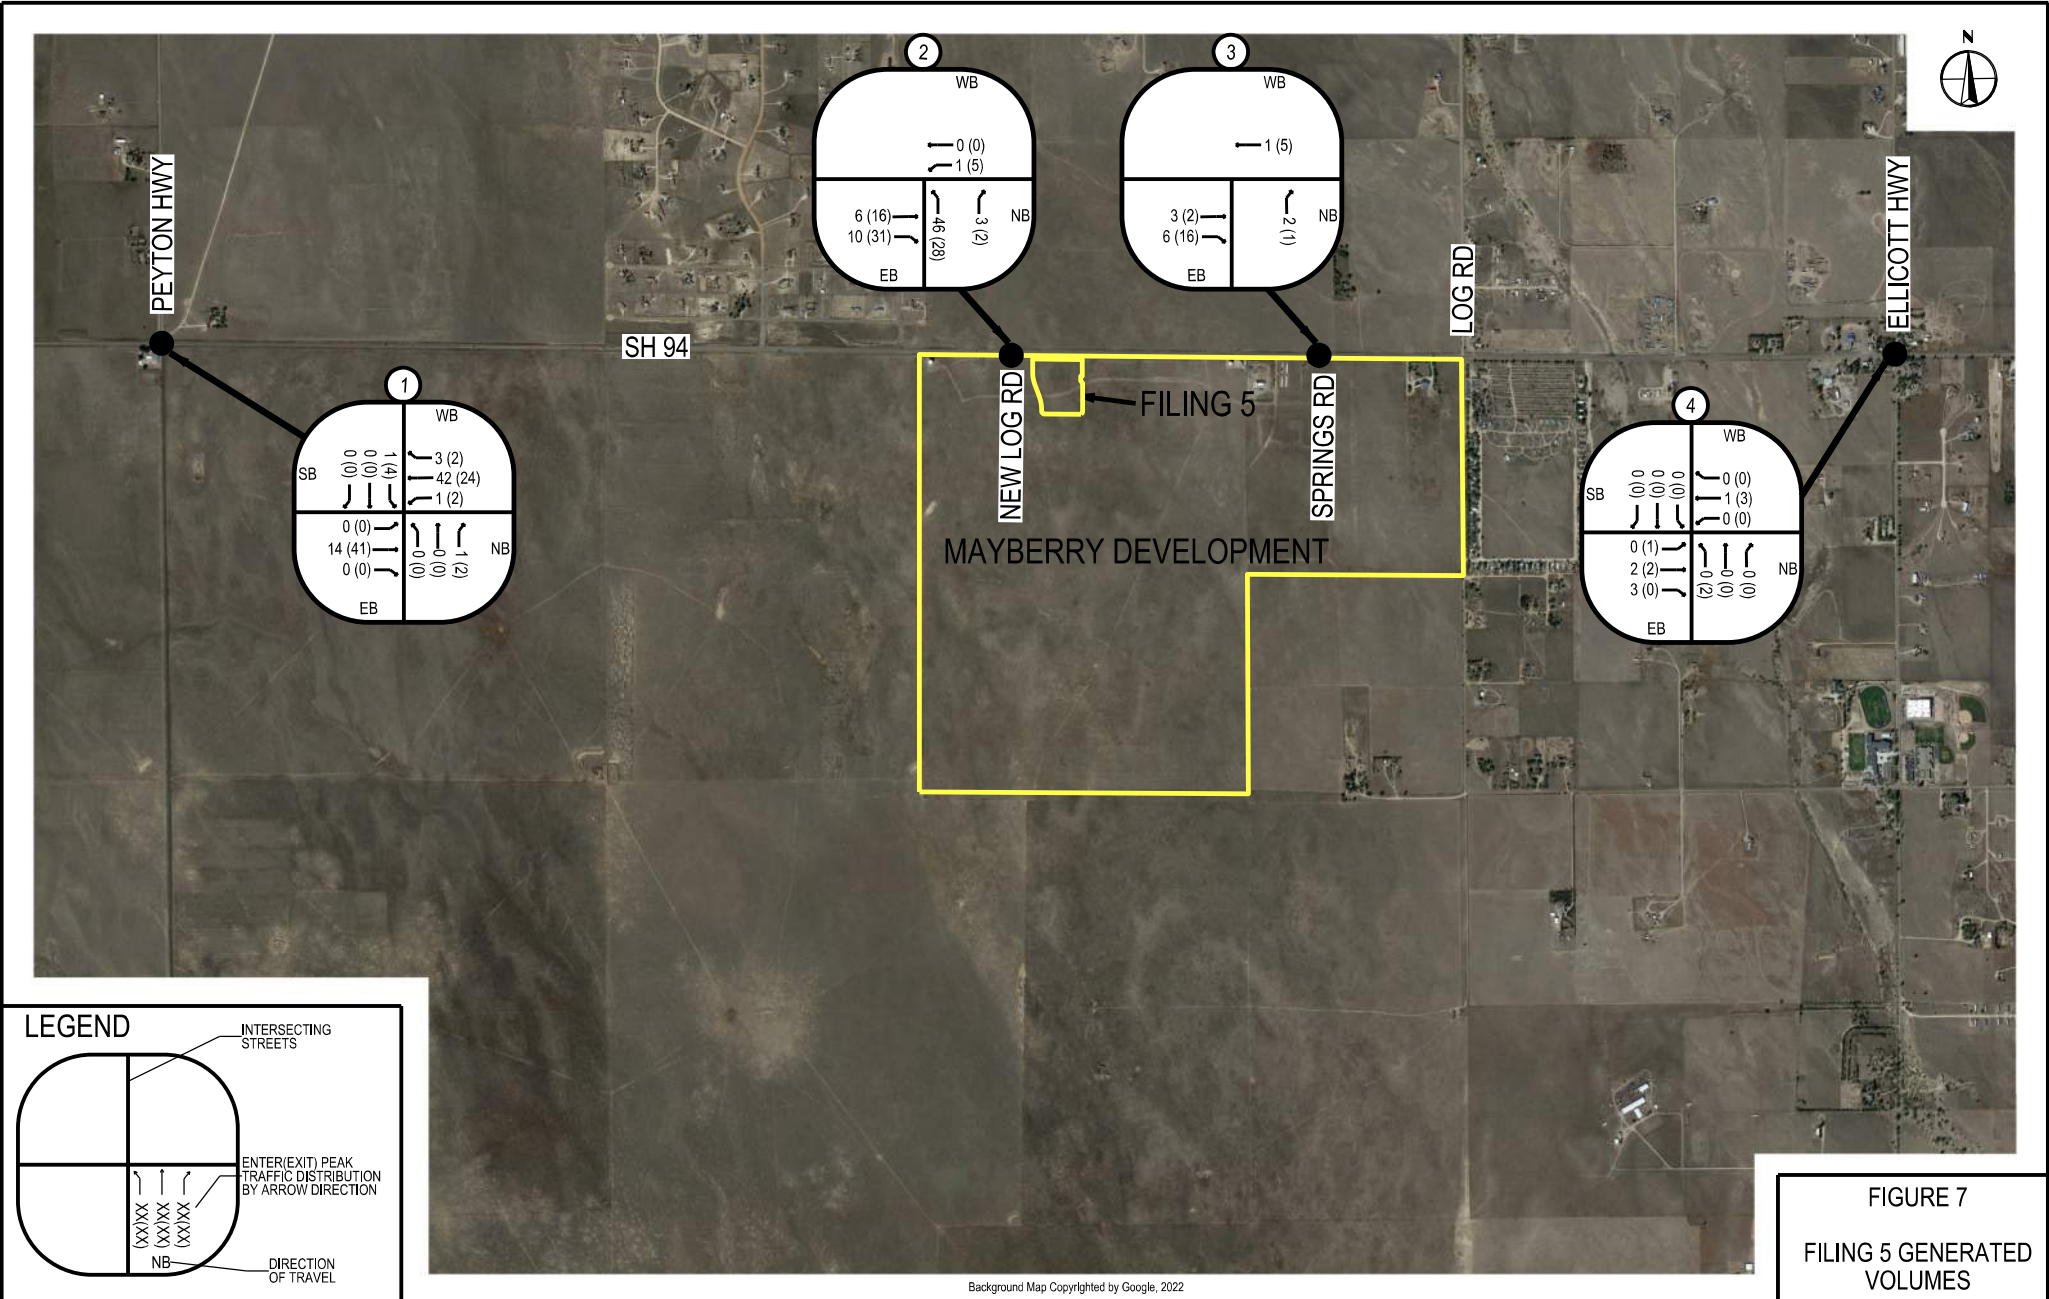 N
2
WB
0 (0)
1 (5)
6 (16)
10 (31)
46 (28)
3 (2)
NB
EB
3
WB
1 (5)
3 (2)
6 (16)
2 (1)
NB
EB
PEYTON HWY
SH 94
NEW LOG RD
FILING 5
SPRINGS RD
LOG RD
ELLICOTT HWY
MAYBERRY DEVELOPMENT
1
WB
SB
0 (0)
0 (0)
1 (4)
3 (2)
42 (24)
1 (2)
0 (0)
14 (41)
0 (0)
0 (0)
0 (0)
1 (2)
NB
EB
4
WB
SB
0 (0)
0 (0)
0 (0)
0 (0)
1 (3)
0 (0)
0 (1)
2 (2)
3 (0)
0 (2)
0 (0)
0 (0)
NB
EB
LEGEND
INTERSECTING
STREETS
ENTER(EXIT) PEAK
TRAFFIC DISTRIBUTION
BY ARROW DIRECTION
XX(XX)
XX(XX)
XX(XX)
NB
DIRECTION
OF TRAVEL
Background Map Copyrighted by Google, 2022
FIGURE 7
FILING 5 GENERATED
VOLUMES